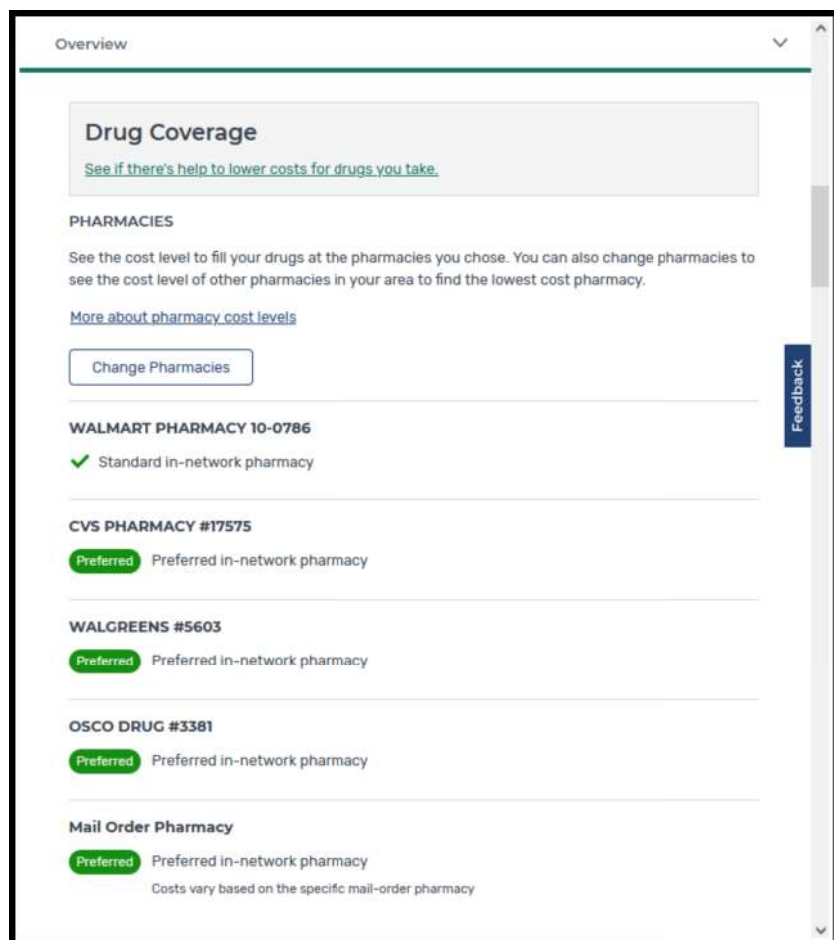 Overview
Drug Coverage
See if there's help to lower costs for drugs you take.
PHARMACIES
See the cost level to fill your drugs at the pharmacies you chose. You can also change pharmacies to
see the cost level of other pharmacies in your area to find the lowest cost pharmacy.
More about pharmacy cost levels
Change Pharmacies
Feedback
WALMART PHARMACY 10-0786
Standard in-network pharmacy
CVS PHARMACY #17575
Preferred Preferred in-network pharmacy
WALGREENS #5603
Preferred Preferred in-network pharmacy
OSCO DRUG #3381
Preferred Preferred in-network pharmacy
Mail Order Pharmacy
Preferred Preferred in-network pharmacy
Costs vary based on the specific mail-order pharmacy